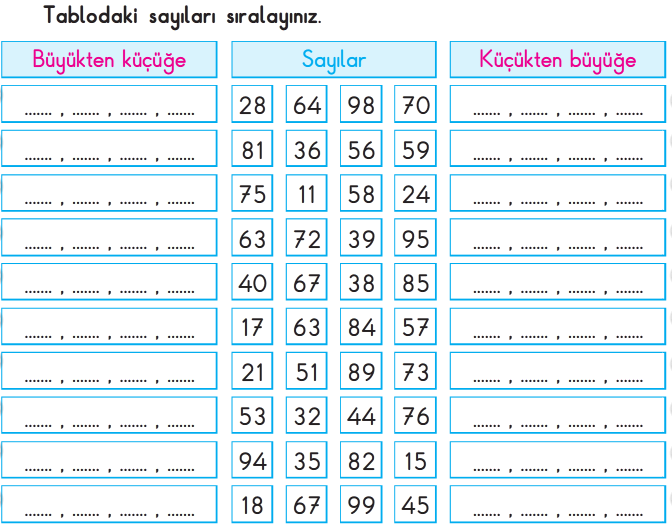 Tablodaki sayıları sıralayınız.
Büyükten küçüğe Sayılar Küçükten büyüğe
....... , ....... , ....... , ....... 28 64 98 70 ....... , ....... , ....... , .......
....... , ....... , ....... , ....... 81 36 56 59 ....... , ....... , ....... , .......
....... , ....... , ....... , ....... 75 11 58 24 ....... , ....... , ....... , .......
....... , ....... , ....... , ....... 63 72 39 95 ....... , ....... , ....... , .......
....... , ....... , ....... , ....... 40 67 38 85 ....... , ....... , ....... , .......
....... , ....... , ....... , ....... 17 63 84 57 ....... , ....... , ....... , .......
....... , ....... , ....... , ....... 21 51 89 73 ....... , ....... , ....... , .......
....... , ....... , ....... , ....... 53 32 44 76 ....... , ....... , ....... , .......
....... , ....... , ....... , ....... 94 35 82 15 ....... , ....... , ....... , .......
....... , ....... , ....... , ....... 18 67 99 45 ....... , ....... , ....... , .......